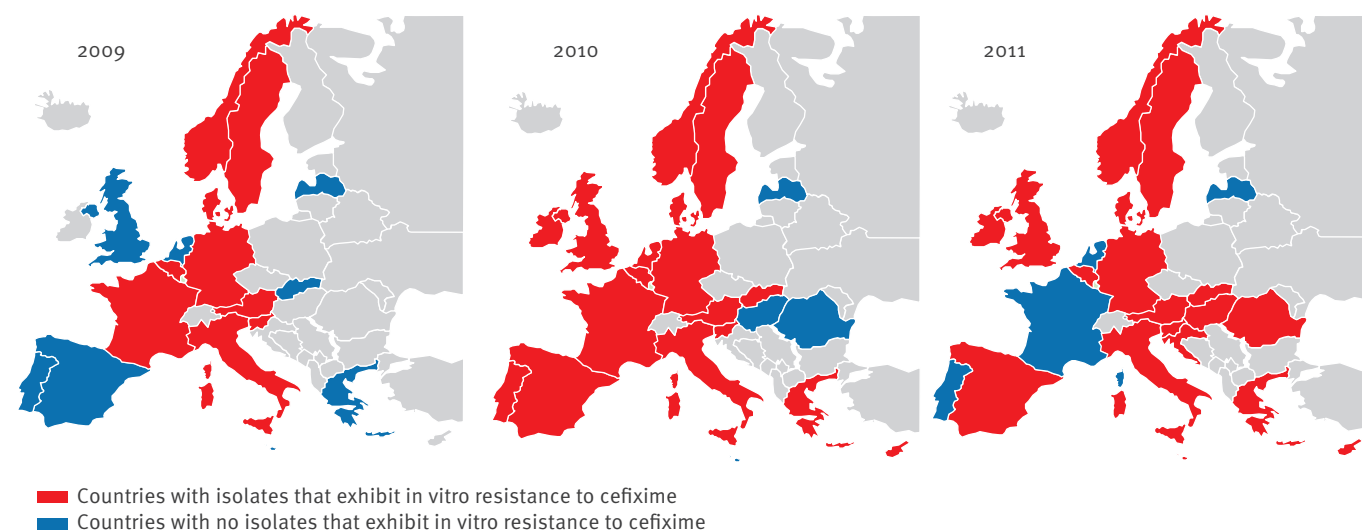 2009
2010
2011
Countries with isolates that exhibit in vitro resistance to cefixime
Countries with no isolates that exhibit in vitro resistance to cefixime